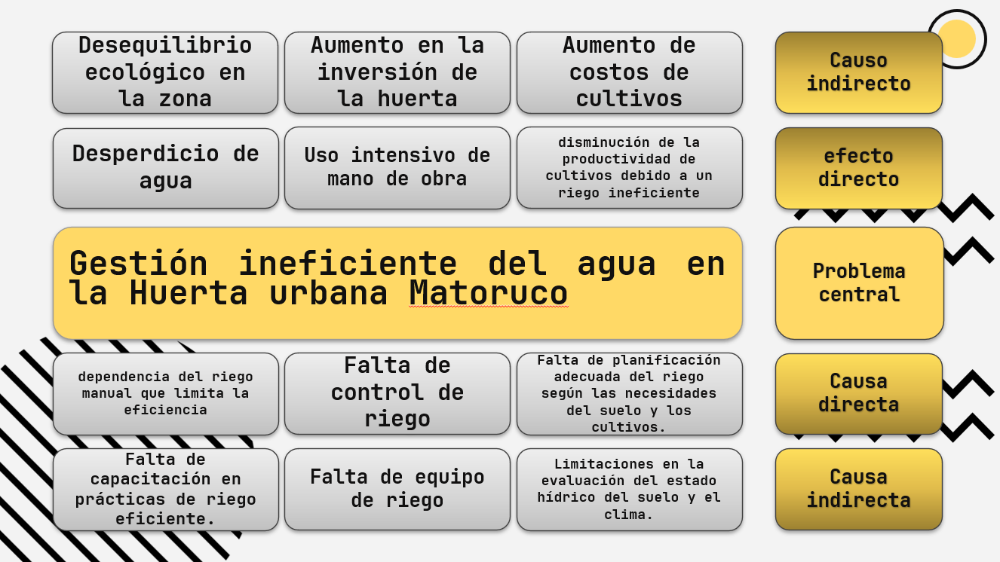 Desequilibrio
ecológico en
la zona
Aumento en la
inversión de
la huerta
Aumento de
costos de
cultivos
Causo
indirecto
Desperdicio de
agua
Uso intensivo de
mano de obra
disminución de la
productividad de
cultivos debido a un
riego ineficiente
efecto
directo
Gestión ineficiente del agua en
la Huerta urbana Matoruco
Problema
central
dependencia del riego
manual que limita la
eficiencia
Falta de
control de
riego
Falta de planificación
adecuada del riego
según las necesidades
del suelo y los
cultivos.
Causa
directa
Falta de
capacitación en
prácticas de riego
eficiente.
Falta de equipo
de riego
Limitaciones en la
evaluación del estado
hídrico del suelo y el
clima.
Causa
indirecta